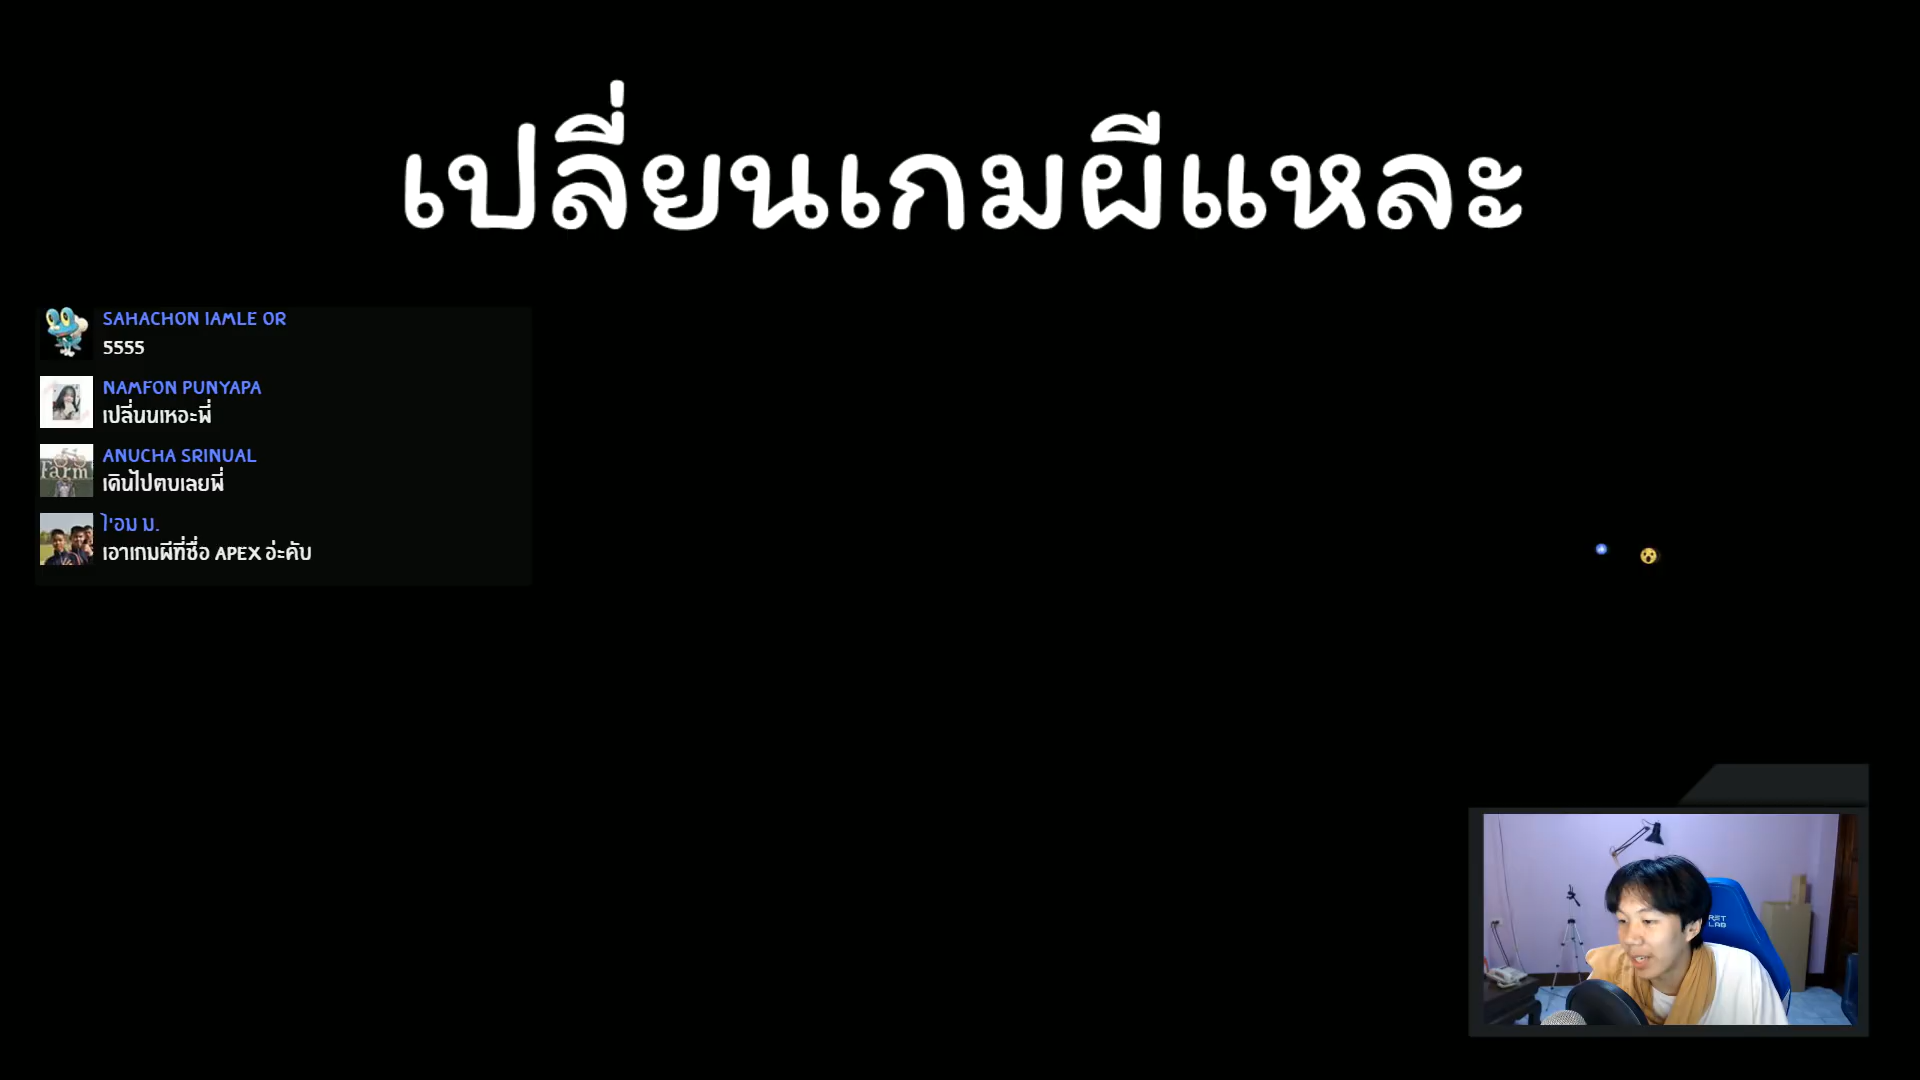 เปลี่ยนเกมผีแหละ
SAHACHON IAMLE OR
5555
NAMFON PUNYAPA
เปลี่นนเหอะพี่
ANUCHA SRINUAL
Farm
เดินไปตบเลยพี่
ไ'อม ม.
เอาเกมผีที่ชื่อ APEX อ่ะคับ
RET
LAB